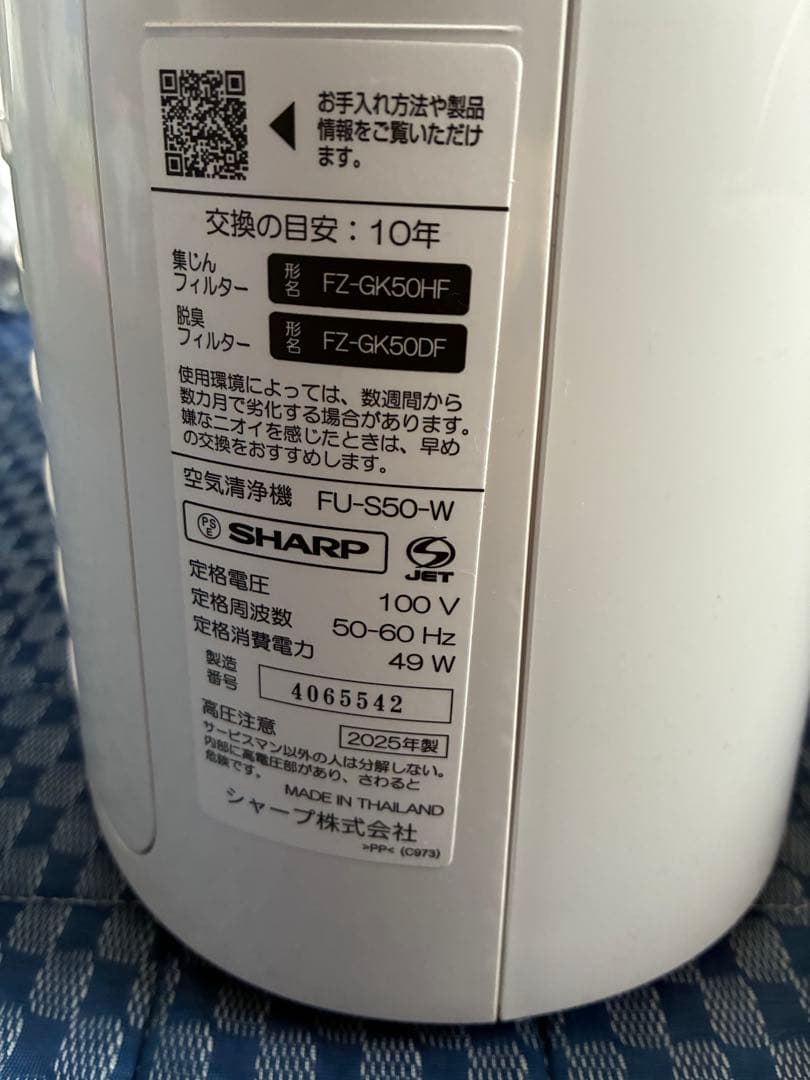 お手入れ方法や製品
情報をご覧いただけ
ます。
交換の目安：10年
集じん
フィルター
形名 FZ-GK50HF
脱臭
フィルター
形名 FZ-GK50DF
使用環境によっては、数週間から
数カ月で劣化する場合があります。
嫌なニオイを感じたときは、早め
の交換をおすすめします。
空気清浄機 FU-S50-W
PS
E
SHARP
JET
定格電圧 100 V
定格周波数 50-60 Hz
定格消費電力 49 W
製造
番号
4065542
高圧注意 2025年製
サービスマン以外の人は分解しない。
内部に高電圧部があり、さわると
危険です。
MADE IN THAILAND
シャープ株式会社
>PP< (C973)